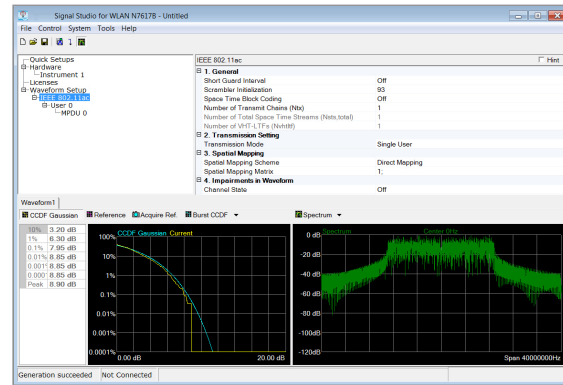 Signal Studio for WLAN N7617B - Untitled
File Control System Tools Help
Quick Setups
Hardware
Instrument 1
Licenses
Waveform Setup
IEEE 802.11ac
User 0
MPDU 0
IEEE 802.11ac Hint
1. General
Short Guard Interval Off
Scrambler Initialization 93
Space Time Block Coding Off
Number of Transmit Chains (Ntx) 1
Number of Total Space Time Streams (Nsts,total) 1
Number of VHT-LTFs (Nvhtltf) 1
2. Transmission Setting
Transmission Mode Single User
3. Spatial Mapping
Spatial Mapping Scheme Direct Mapping
Spatial Mapping Matrix 1;
4. Impairments in Waveform
Channel State Off
Waveform1
CCDF Gaussian Reference Acquire Ref. Burst CCDF Spectrum
10% 3.20 dB
1% 6.30 dB
0.1% 7.95 dB
0.01% 8.85 dB
0.001% 8.85 dB
0.000 8.85 dB
Peak 8.90 dB
CCDF Gaussian Current
100%
10%
1%
0.1%
0.01%
0.001%
0.0001% 0.00 dB 20.00 dB
Spectrum Center 0Hz
0 dB
-20 dB
-40 dB
-60 dB
-80 dB
-100dB
-120dB Span 40000000Hz
Generation succeeded Not Connected